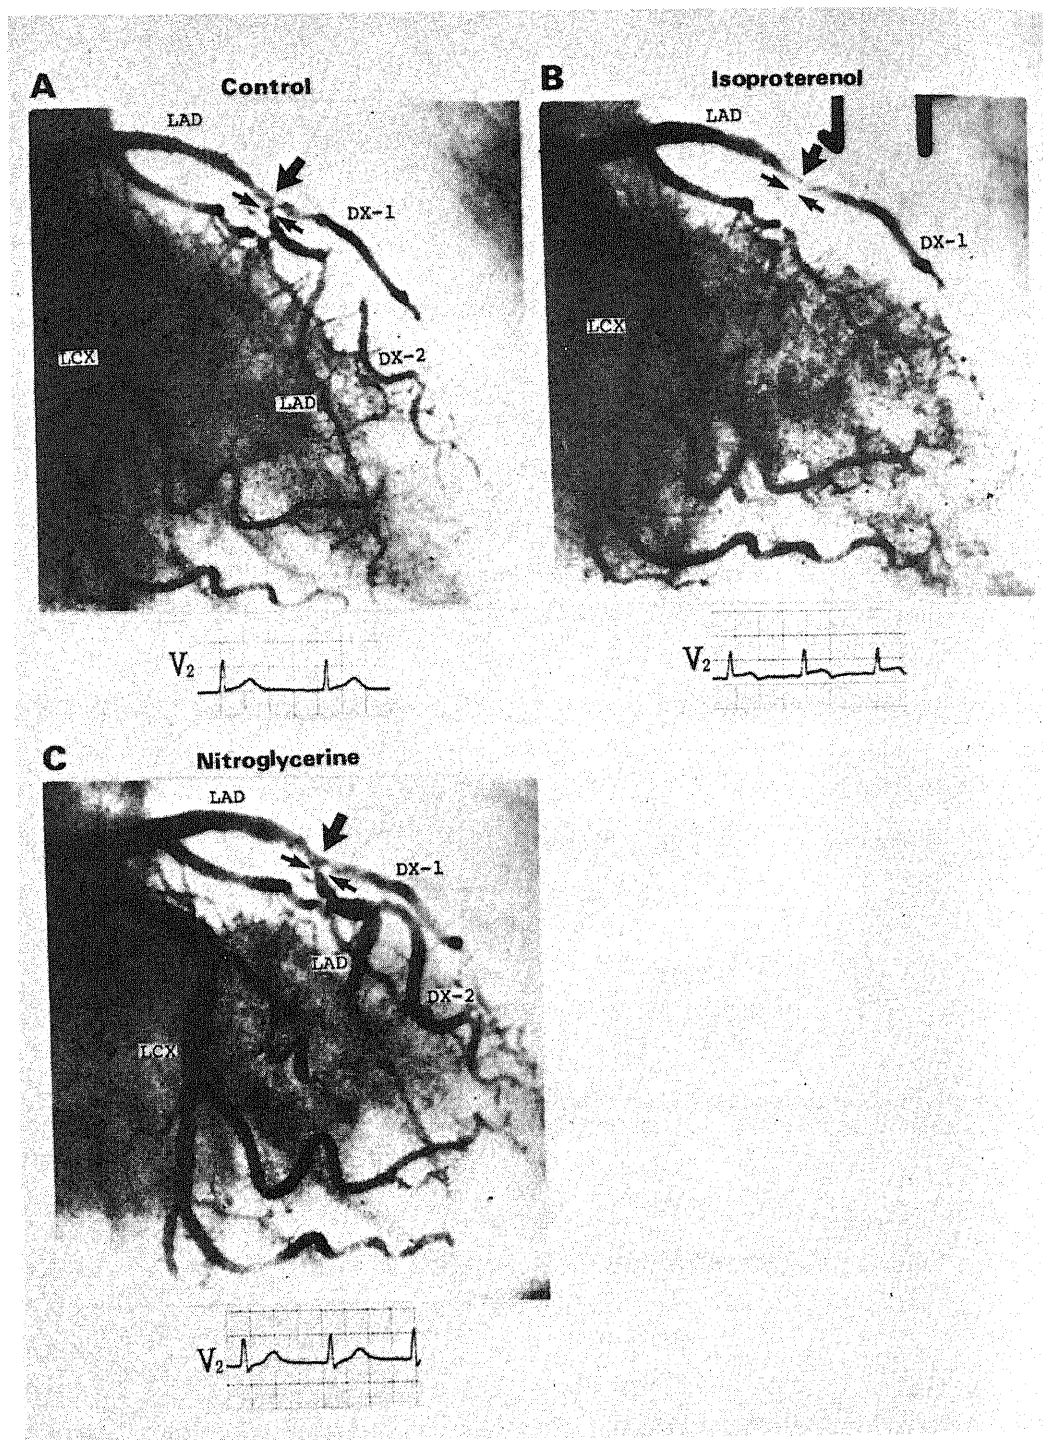 A
Control
LAD
DX-1
LCX
DX-2
LAD
V2
B
Isoproterenol
LAD
DX-1
LCX
V2
C
Nitroglycerine
LAD
DX-1
LAD
DX-2
LCX
V2